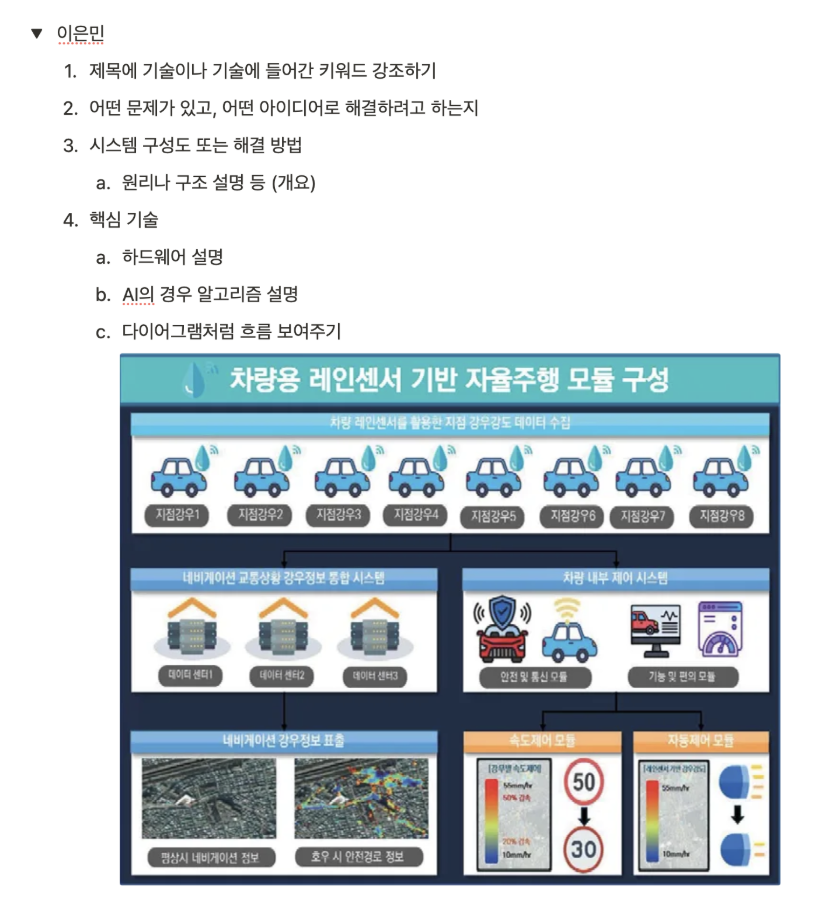 ▼ 이은민
1. 제목에 기술이나 기술에 들어간 키워드 강조하기
2. 어떤 문제가 있고, 어떤 아이디어로 해결하려고 하는지
3. 시스템 구성도 또는 해결 방법
a. 원리나 구조 설명 등 (개요)
4. 핵심 기술
a. 하드웨어 설명
b. AI의 경우 알고리즘 설명
c. 다이어그램처럼 흐름 보여주기
차량용 레인센서 기반 자율주행 모듈 구성
차량 레인센서를 활용한 지점 강우강도 데이터 수집
지점강우1 지점강우2 지점강우3 지점강우4 지점강우5 지점강우6 지점강우7 지점강우8
네비게이션 교통상황 강우정보 통합 시스템
데이터 센터1 데이터 센터2 데이터 센터3
차량 내부 제어 시스템
안전 및 통신 모듈 기능 및 편의 모듈
네비게이션 강우정보 표출
평상시 네비게이션 정보 호우 시 안전경로 정보
속도제어 모듈
[강우별 속도제어]
55mm/hr
60% 감속
20% 감속
10mm/hr
50
30
자동제어 모듈
[레인센서 기반 강우강도]
55mm/hr
10mm/hr